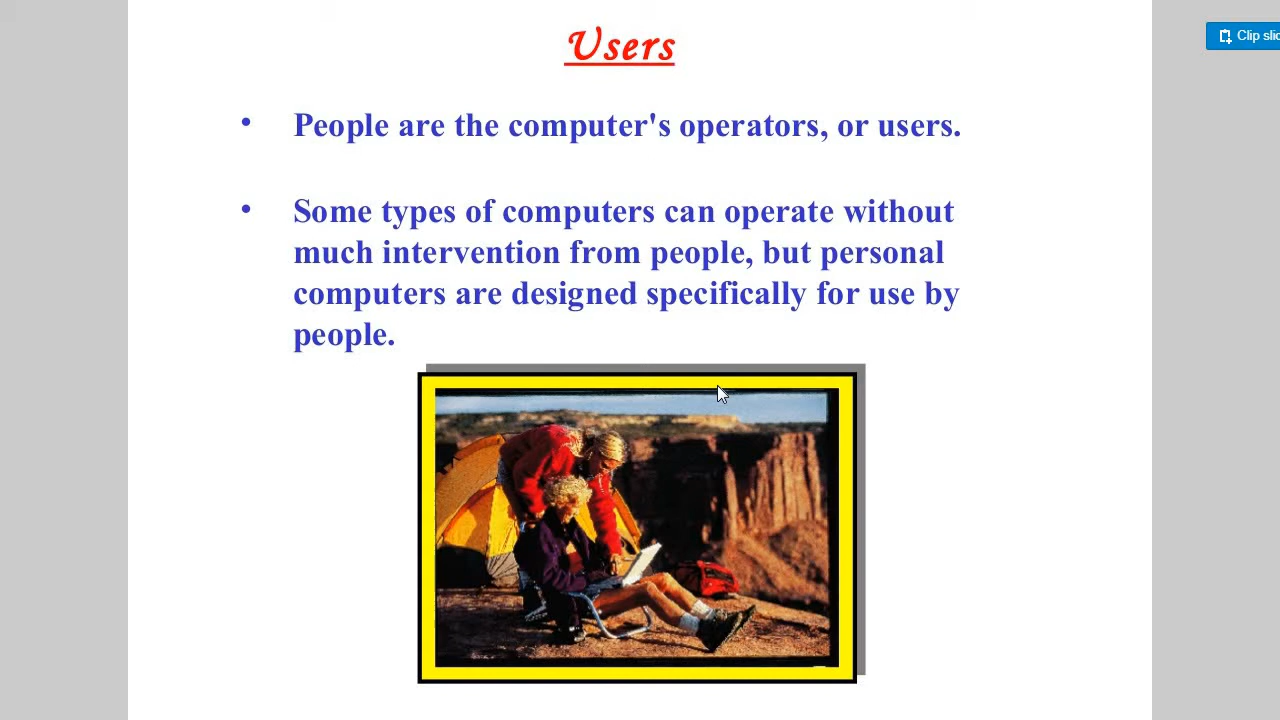 Users
Clip slid
• People are the computer's operators, or users.
• Some types of computers can operate without
much intervention from people, but personal
computers are designed specifically for use by
people.